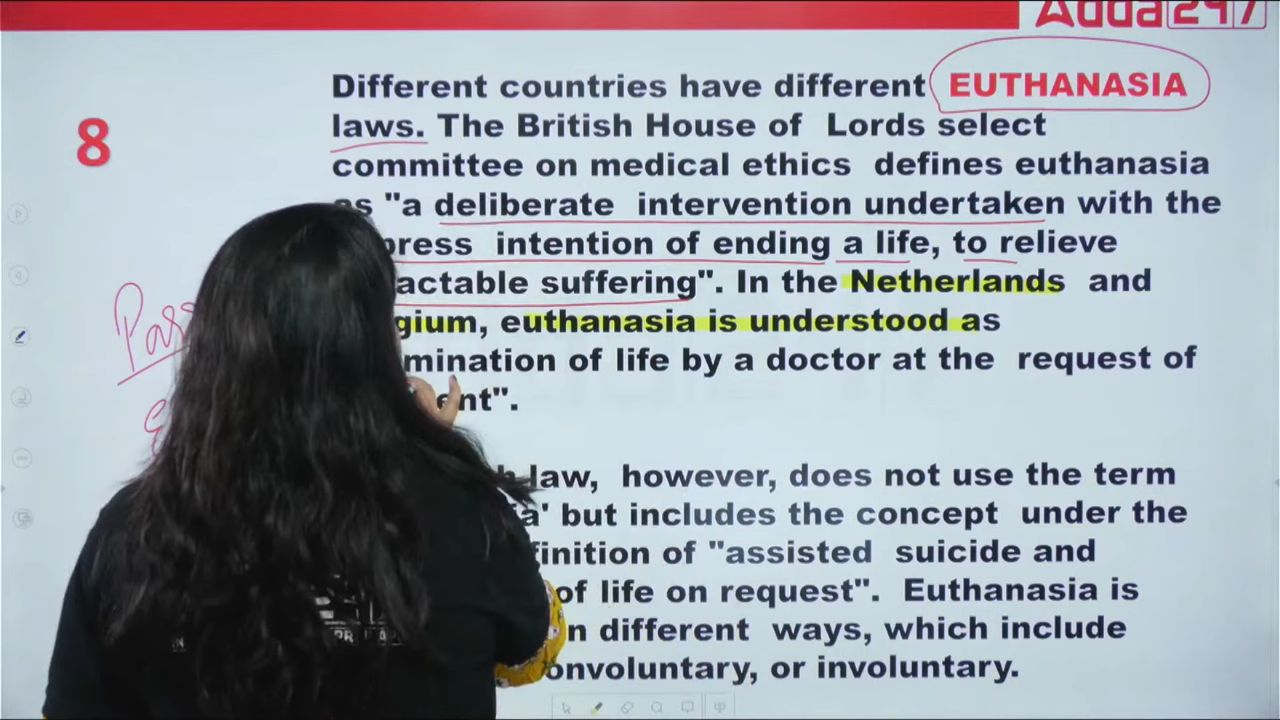 Adda247
8
Different countries have different EUTHANASIA
laws. The British House of Lords select
committee on medical ethics defines euthanasia
"a deliberate intervention undertaken with the
intention of ending a life, to relieve
suffering". In the Netherlands and
euthanasia is understood as
of life by a doctor at the request of
law, however, does not use the term
but includes the concept under the
of "assisted suicide and
of life on request". Euthanasia is
different ways, which include
or involuntary.